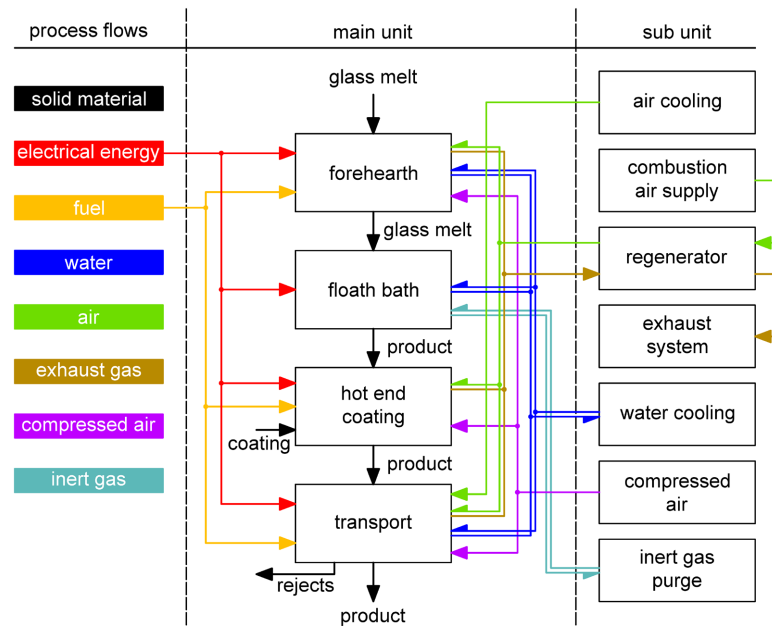 process flows
main unit
sub unit
solid material
electrical energy
fuel
water
air
exhaust gas
compressed air
inert gas
glass melt
forehearth
glass melt
floath bath
product
hot end
coating
coating
product
transport
rejects
product
air cooling
combustion
air supply
regenerator
exhaust
system
water cooling
compressed
air
inert gas
purge